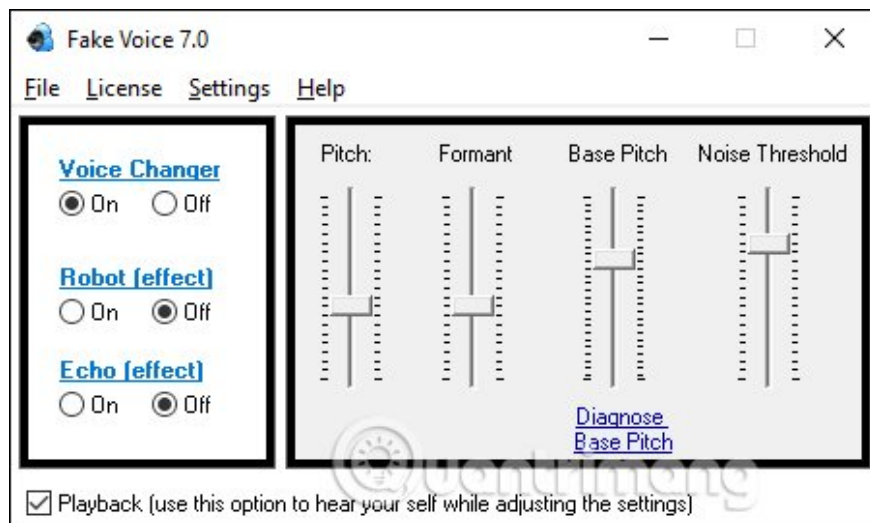 Fake Voice 7.0
File License Settings Help
Voice Changer
On Off
Robot (effect)
On Off
Echo (effect)
On Off
Pitch: Formant Base Pitch Noise Threshold
Diagnose
Base Pitch
Quantrimang
Playback (use this option to hear your self while adjusting the settings)